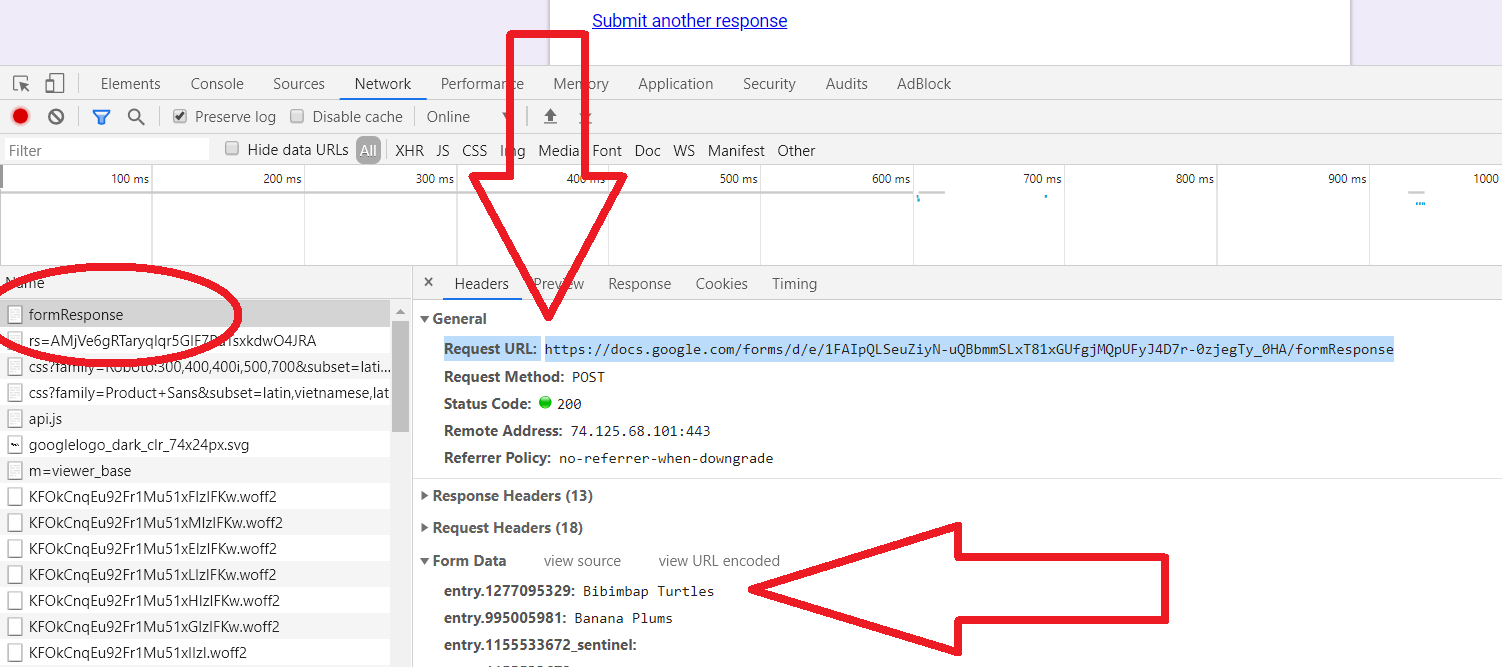 Submit another response
Elements Console Sources Network Performance Memory Application Security Audits AdBlock
Preserve log Disable cache Online
Filter Hide data URLs All XHR JS CSS Img Media Font Doc WS Manifest Other
100 ms 200 ms 300 ms 400 ms 500 ms 600 ms 700 ms 800 ms 900 ms 1000
Name
× Headers Preview Response Cookies Timing
formResponse
General
Request URL: https://docs.google.com/forms/d/e/1FAIpQLSeuZiyN-uQBbmmSLxT81xGUfgjMQpUFyJ4D7r-0zjegTy_0HA/formResponse
css?family=Roboto:300,400,400i,500,700&subset=lati...
Request Method: POST
css?family=Product+Sans&subset=latin,vietnamese,lat
Status Code: 200
api.js
Remote Address: 74.125.68.101:443
googlelogo_dark_clr_74x24px.svg
Referrer Policy: no-referrer-when-downgrade
m=viewer_base
KFOkCnqEu92Fr1Mu51xFIzIFKw.woff2
Response Headers (13)
KFOkCnqEu92Fr1Mu51xMIzIFKw.woff2
Request Headers (18)
KFOkCnqEu92Fr1Mu51xEIzIFKw.woff2
Form Data view source view URL encoded
KFOkCnqEu92Fr1Mu51xLIzIFKw.woff2
entry.1277095329: Bibimbap Turtles
KFOkCnqEu92Fr1Mu51xHIzIFKw.woff2
entry.995005981: Banana Plums
KFOkCnqEu92Fr1Mu51xGIzIFKw.woff2
entry.1155533672_sentinel:
KFOkCnqEu92Fr1Mu51xIIzI.woff2